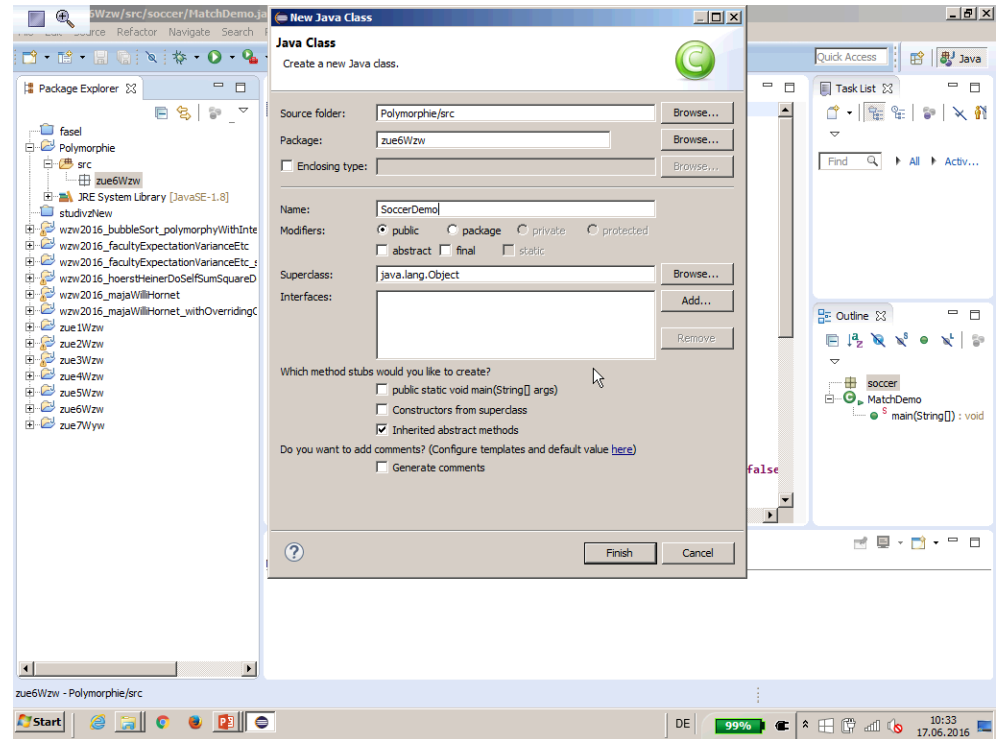 6Wzw/src/soccer/MatchDemo.ja
New Java Class
Refactor Navigate Search
Java Class
Create a new Java class.
Quick Access
Java
Package Explorer
Task List
Source folder:
Polymorphie/src
Browse...
Package:
zue6Wzw
Browse...
Enclosing type:
Browse...
fasel
Polymorphie
src
zue6Wzw
JRE System Library [JavaSE-1.8]
studivzNew
wzw2016_bubbleSort_polymorphyWithInte
wzw2016_facultyExpectationVarianceEtc
wzw2016_facultyExpectationVarianceEtc_s
wzw2016_hoerstHeinerDoSelfSumSquareD
wzw2016_majaWilliHornet
wzw2016_majaWilliHornet_withOverridingC
zue1Wzw
zue2Wzw
zue3Wzw
zue4Wzw
zue5Wzw
zue6Wzw
zue7Wyw
Find
All
Activ...
Name:
SoccerDemo
Modifiers:
public
package
private
protected
abstract
final
static
Superclass:
java.lang.Object
Browse...
Interfaces:
Add...
Remove
Which method stubs would you like to create?
public static void main(String[] args)
Constructors from superclass
Inherited abstract methods
Do you want to add comments? (Configure templates and default value here)
Generate comments
Outline
soccer
MatchDemo
main(String[]) : void
false
Finish
Cancel
zue6Wzw - Polymorphie/src
Start
DE
99%
10:33
17.06.2016